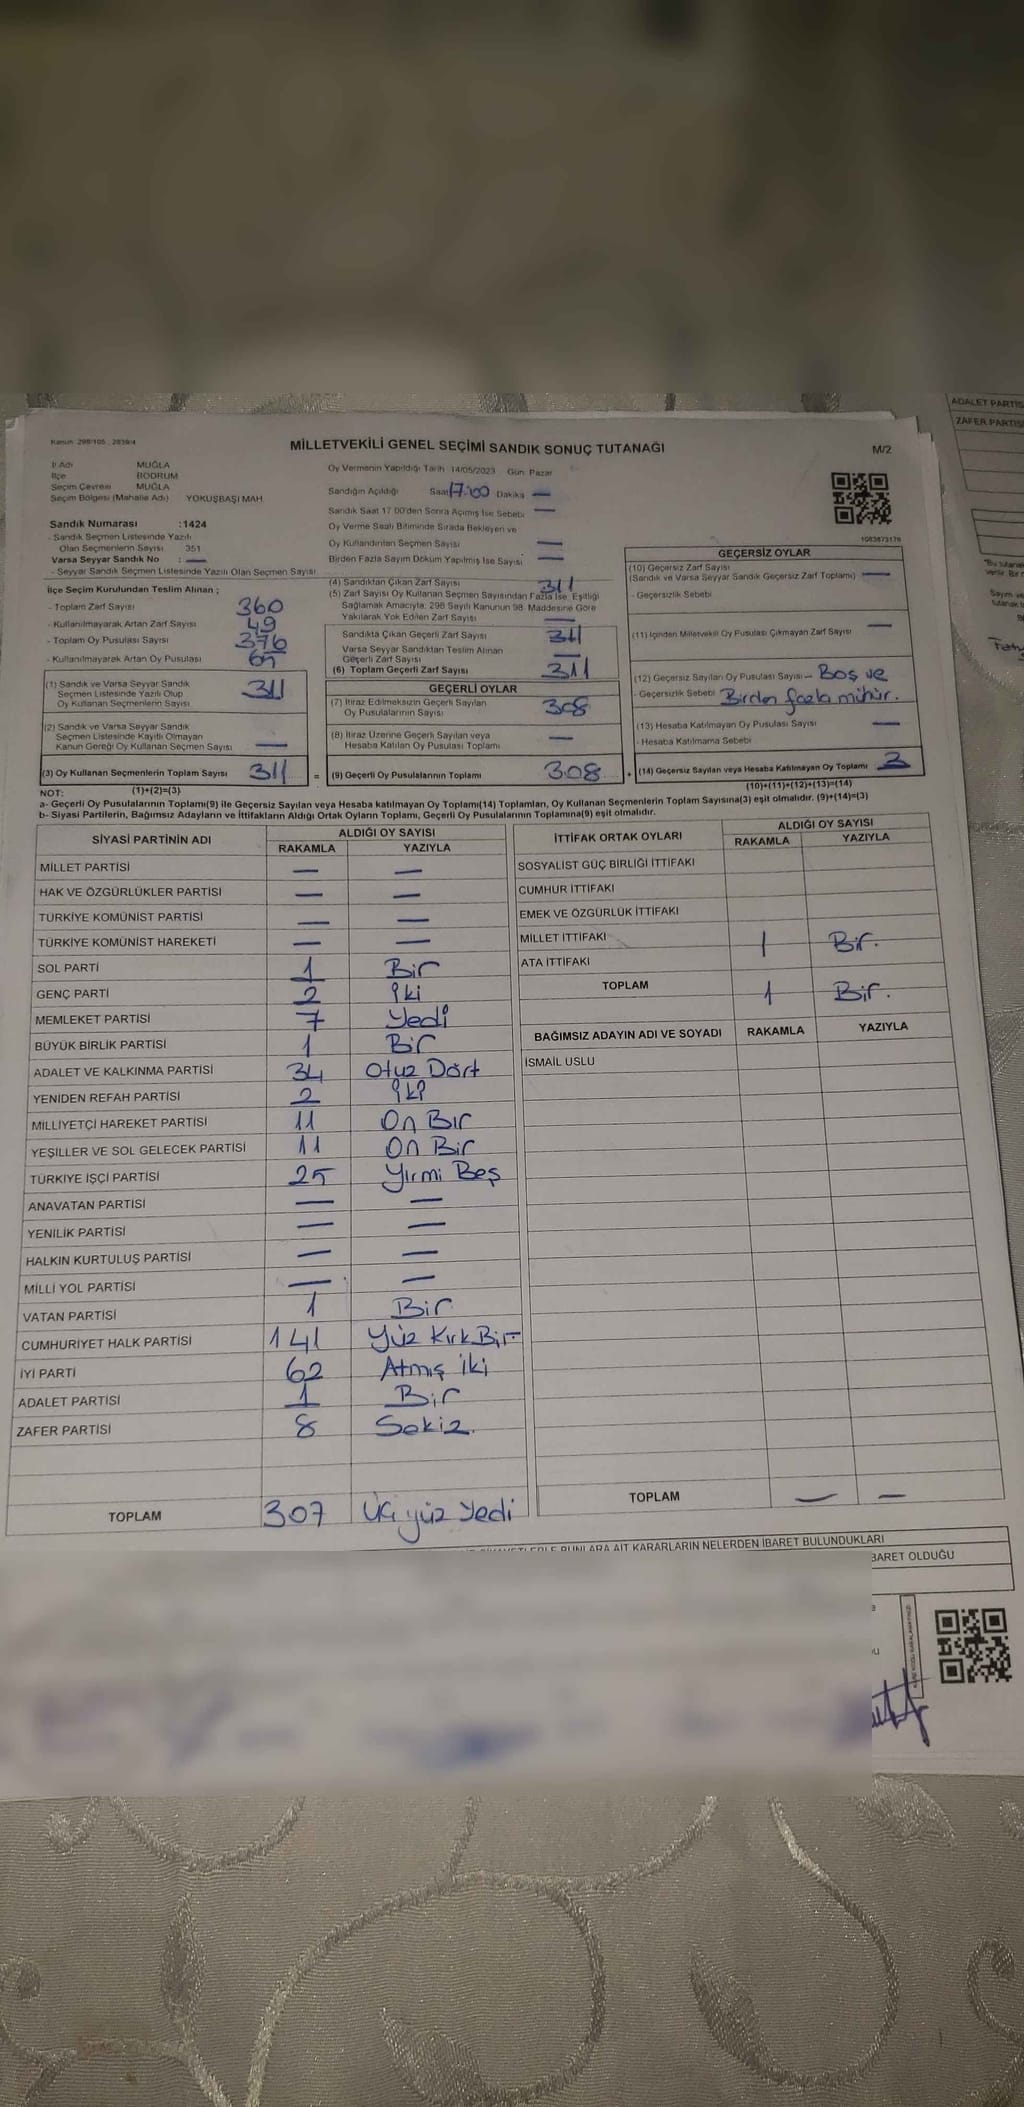 ADALET PARTİS
ZAFER PARTİS
Kanun 298/105 , 2839/4
MİLLETVEKİLİ GENEL SEÇİMİ SANDIK SONUÇ TUTANAĞI
M/2
İl Adı MUĞLA
İlçe BODRUM
Seçim Çevresi MUĞLA
Seçim Bölgesi (Mahalle Adı) YOKUŞBAŞI MAH
Sandık Numarası :1424
- Sandık Seçmen Listesinde Yazılı
Olan Seçmenlerin Sayısı 351
Varsa Seyyar Sandık No : —
- Seyyar Sandık Seçmen Listesinde Yazılı Olan Seçmen Sayısı
İlçe Seçim Kurulundan Teslim Alınan ;
- Toplam Zarf Sayısı 360
- Kullanılmayarak Artan Zarf Sayısı 49
- Toplam Oy Pusulası Sayısı 376
- Kullanılmayarak Artan Oy Pusulası
(1) Sandık ve Varsa Seyyar Sandık
Seçmen Listesinde Yazılı Olup
Oy Kullanan Seçmenlerin Sayısı 311
(2) Sandık ve Varsa Seyyar Sandık
Seçmen Listesinde Kayıtlı Olmayan
Kanun Gereği Oy Kullanan Seçmen Sayısı —
(3) Oy Kullanan Seçmenlerin Toplam Sayısı 311 =
Oy Vermenin Yapıldığı Tarih 14/05/2023 Gün Pazar
Sandığın Açıldığı Saat 17:00 Dakika —
Sandık Saat 17:00'den Sonra Açılmış İse Sebebi —
Oy Verme Saati Bitiminde Sırada Bekleyen ve
Oy Kullandırılan Seçmen Sayısı —
Birden Fazla Sayım Döküm Yapılmış İse Sayısı —
(4) Sandıktan Çıkan Zarf Sayısı 311
(5) Zarf Sayısı Oy Kullanan Seçmen Sayısından Fazla İse, Eşitliği
Sağlamak Amacıyla; 298 Sayılı Kanunun 98. Maddesine Göre
Yakılarak Yok Edilen Zarf Sayısı —
Sandıkta Çıkan Geçerli Zarf Sayısı 311
Varsa Seyyar Sandıktan Teslim Alınan
Geçerli Zarf Sayısı —
(6) Toplam Geçerli Zarf Sayısı 311
GEÇERLİ OYLAR
(7) İtiraz Edilmeksizin Geçerli Sayılan
Oy Pusulalarının Sayısı 308
(8) İtiraz Üzerine Geçerli Sayılan veya
Hesaba Katılan Oy Pusulası Toplamı —
(9) Geçerli Oy Pusulalarının Toplamı 308 +
1083873178
GEÇERSİZ OYLAR
(10) Geçersiz Zarf Sayısı
(Sandık ve Varsa Seyyar Sandık Geçersiz Zarf Toplamı) —
- Geçersizlik Sebebi
(11) İçinden Milletvekili Oy Pusulası Çıkmayan Zarf Sayısı —
(12) Geçersiz Sayılan Oy Pusulası Sayısı – Boş ve
- Geçersizlik Sebebi Birden fazla mühür.
(13) Hesaba Katılmayan Oy Pusulası Sayısı —
- Hesaba Katılmama Sebebi
(14) Geçersiz Sayılan veya Hesaba Katılmayan Oy Toplamı 3
NOT: (1)+(2)=(3) (10)+(11)+(12)+(13)=(14)
a- Geçerli Oy Pusulalarının Toplamı(9) ile Geçersiz Sayılan veya Hesaba katılmayan Oy Toplamı(14) Toplamları, Oy Kullanan Seçmenlerin Toplam Sayısına(3) eşit olmalıdır. (9)+(14)=(3)
b- Siyasi Partilerin, Bağımsız Adayların ve İttifakların Aldığı Ortak Oyların Toplamı, Geçerli Oy Pusulalarının Toplamına(9) eşit olmalıdır.
SİYASİ PARTİNİN ADI ALDIĞI OY SAYISI
RAKAMLA YAZIYLA
MİLLET PARTİSİ — —
HAK VE ÖZGÜRLÜKLER PARTİSİ — —
TÜRKİYE KOMÜNİST PARTİSİ — —
TÜRKİYE KOMÜNİST HAREKETİ — —
SOL PARTİ 1 Bir
GENÇ PARTİ 2 İki
MEMLEKET PARTİSİ 7 Yedi
BÜYÜK BİRLİK PARTİSİ 1 Bir
ADALET VE KALKINMA PARTİSİ 34 Otuz Dört
YENİDEN REFAH PARTİSİ 2 İki
MİLLİYETÇİ HAREKET PARTİSİ 11 On Bir
YEŞİLLER VE SOL GELECEK PARTİSİ 11 On Bir
TÜRKİYE İŞÇİ PARTİSİ 25 Yirmi Beş
ANAVATAN PARTİSİ — —
YENİLİK PARTİSİ — —
HALKIN KURTULUŞ PARTİSİ — —
MİLLİ YOL PARTİSİ — —
VATAN PARTİSİ 1 Bir
CUMHURİYET HALK PARTİSİ 141 Yüz Kırk Bir
İYİ PARTİ 62 Atmış iki
ADALET PARTİSİ 1 Bir
ZAFER PARTİSİ 8 Sekiz.
TOPLAM 307 Üç yüz Yedi
İTTİFAK ORTAK OYLARI ALDIĞI OY SAYISI
RAKAMLA YAZIYLA
SOSYALİST GÜÇ BİRLİĞİ İTTİFAKI
CUMHUR İTTİFAKI
EMEK VE ÖZGÜRLÜK İTTİFAKI
MİLLET İTTİFAKI 1 Bir.
ATA İTTİFAKI
TOPLAM 1 Bir.
BAĞIMSIZ ADAYIN ADI VE SOYADI RAKAMLA YAZIYLA
İSMAİL USLU
TOPLAM — —
BUNLARA AİT KARARLARIN NELERDEN İBARET BULUNDUKLARI
BARET OLDUĞU